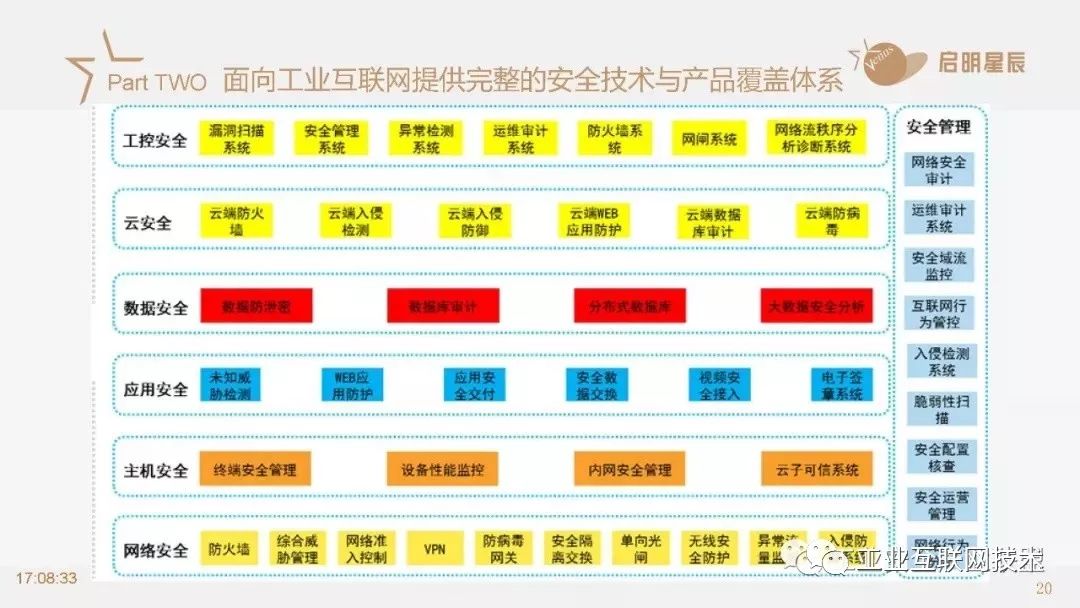 Part TWO 面向工业互联网提供完整的安全技术与产品覆盖体系
Venus
启明星辰
工控安全
漏洞扫描
系统
安全管理
系统
异常检测
系统
运维审计
系统
防火墙系
统
网闸系统
网络流秩序分
析诊断系统
云安全
云端防火
墙
云端入侵
检测
云端入侵
防御
云端WEB
应用防护
云端数据
库审计
云端防病
毒
数据安全
数据防泄密
数据库审计
分布式数据库
大数据安全分析
应用安全
未知威
胁检测
WEB应
用防护
应用安
全交付
安全数
据交换
视频安
全接入
电子签
章系统
主机安全
终端安全管理
设备性能监控
内网安全管理
云子可信系统
网络安全
防火墙
综合威
胁管理
网络准
入控制
VPN
防病毒
网关
安全隔
离交换
单向光
闸
无线安
全防护
异常流
量监
入侵防
系统
安全管理
网络安全
审计
运维审计
系统
安全域流
监控
互联网行
为管控
入侵检测
系统
脆弱性扫
描
安全配置
核查
安全运营
管理
网络行为
工业互联网技术
17:08:33
20